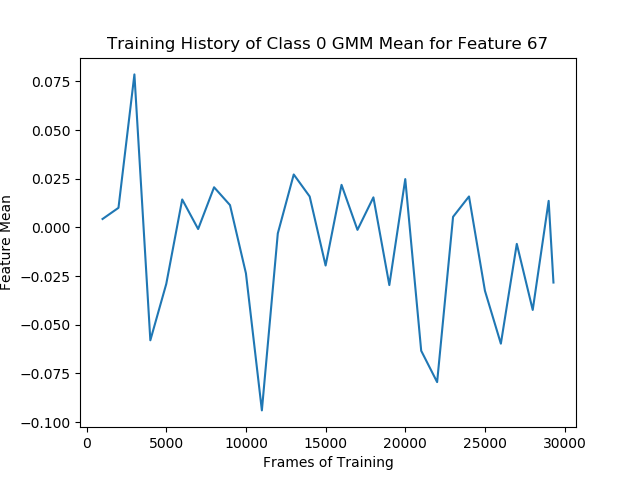 Training History of Class 0 GMM Mean for Feature 67
0.075
0.050
0.025
0.000
−0.025
−0.050
−0.075
−0.100
Feature Mean
0 5000 10000 15000 20000 25000 30000
Frames of Training